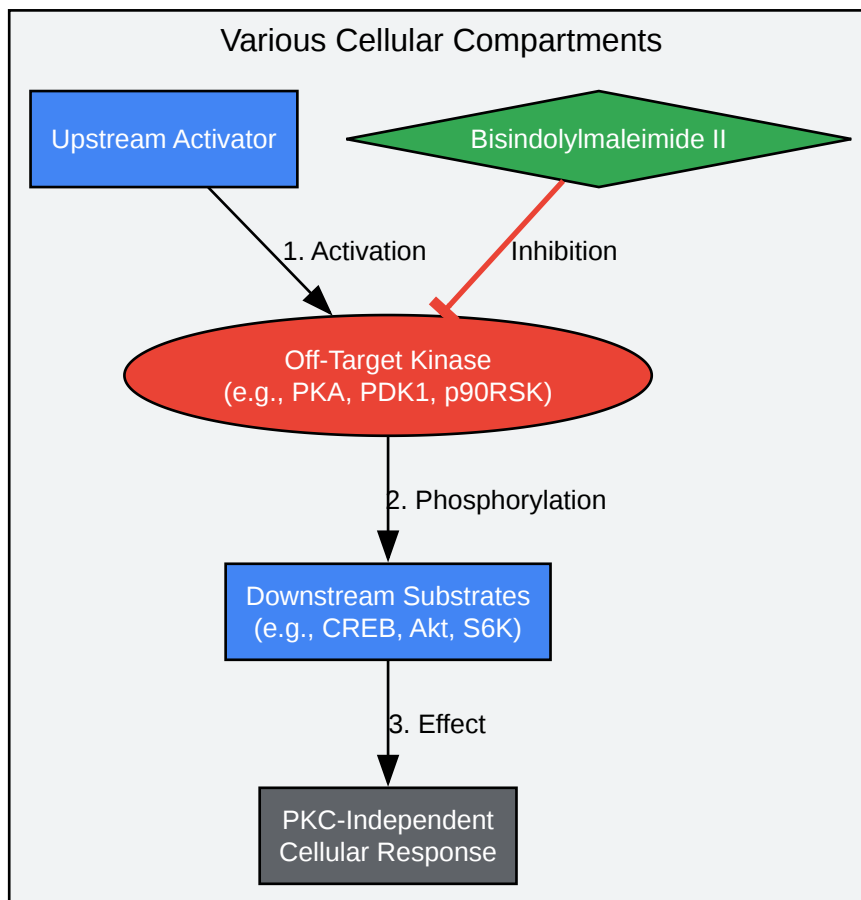 Various Cellular Compartments
Upstream Activator
Bisindolylmaleimide II
1. Activation
Inhibition
Off-Target Kinase
(e.g., PKA, PDK1, p90RSK)
2. Phosphorylation
Downstream Substrates
(e.g., CREB, Akt, S6K)
3. Effect
PKC-Independent
Cellular Response